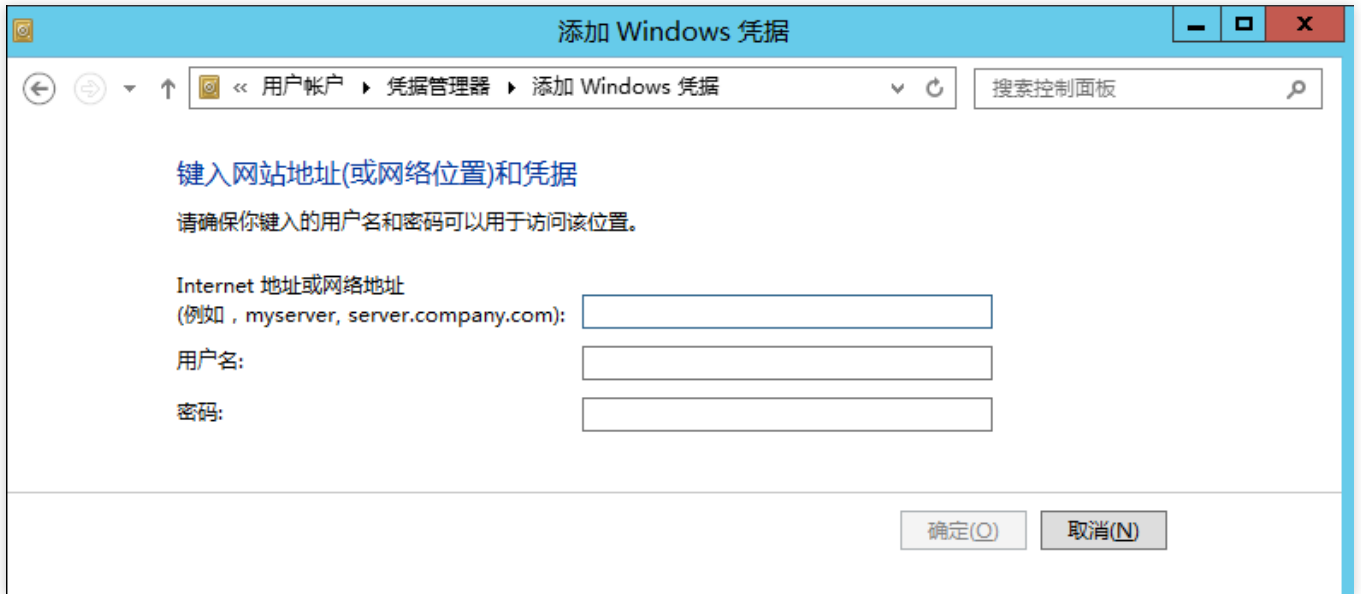 添加 Windows 凭据
« 用户帐户 ▸ 凭据管理器 ▸ 添加 Windows 凭据
搜索控制面板
键入网站地址(或网络位置)和凭据
请确保你键入的用户名和密码可以用于访问该位置。
Internet 地址或网络地址
(例如，myserver, server.company.com):
用户名:
密码:
确定(O)
取消(N)